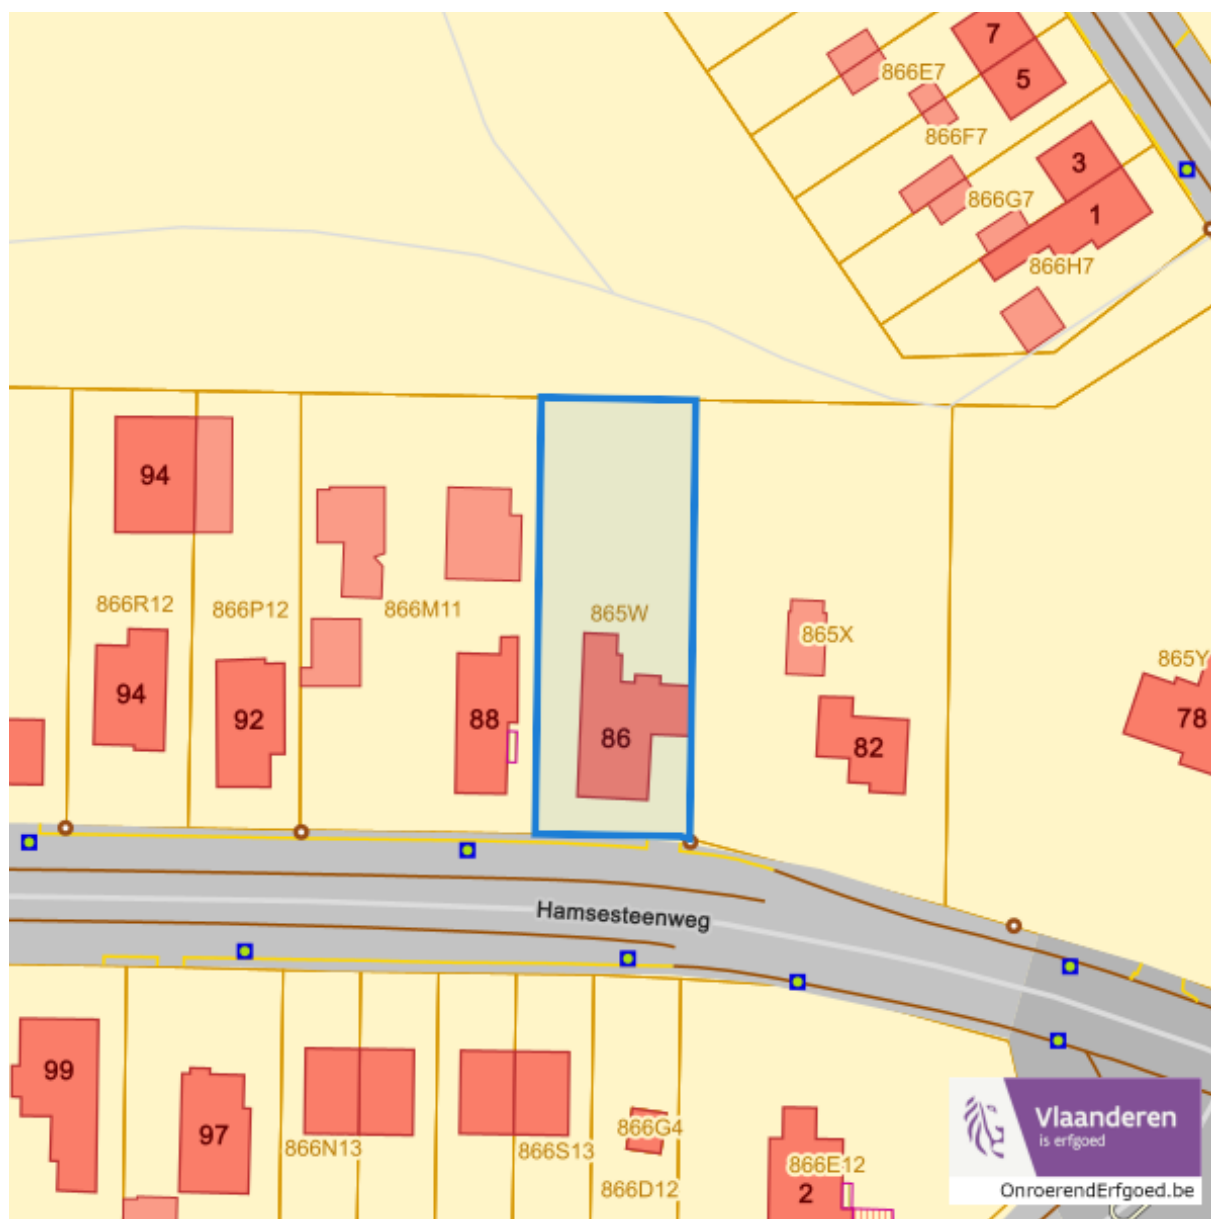 7
866E7
5
866F7
3
866G7
1
866H7
94
866R12
866P12
866M11
865W
865X
865Y
94
92
88
86
82
78
Hamsesteenweg
99
97
866N13
866S13
866G4
866D12
866E12
2
Vlaanderen
is erfgoed
OnroerendErfgoed.be